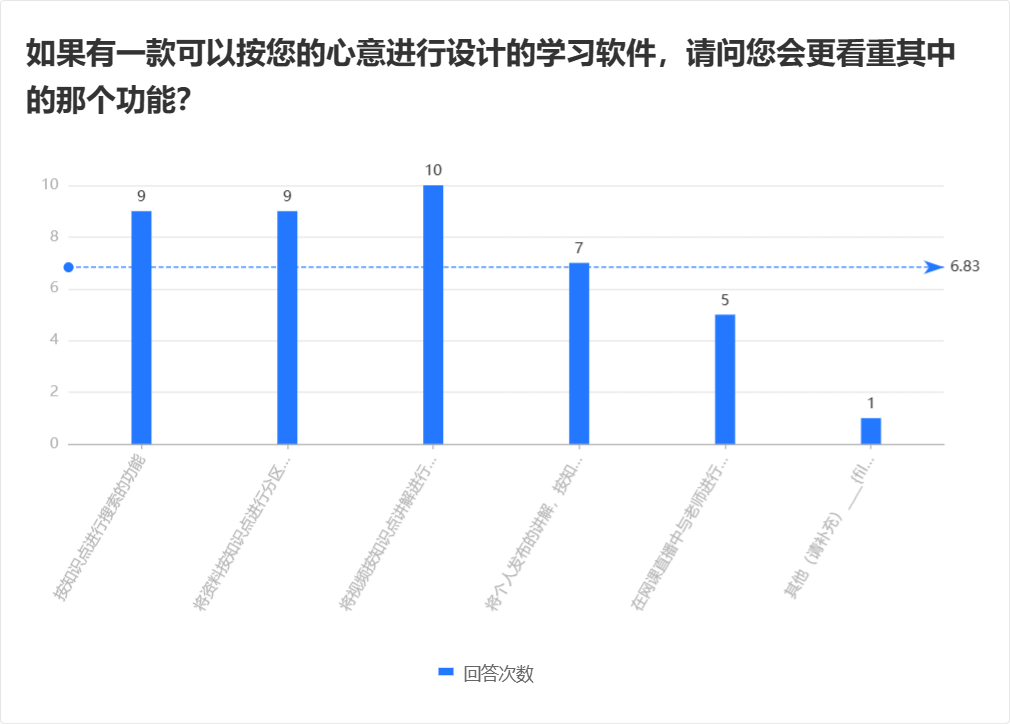 如果有一款可以按您的心意进行设计的学习软件，请问您会更看重其中
的那个功能？
10
8
6
4
2
0
9
9
10
7
5
1
6.83
按知识点进行搜索的功能
将资料按知识点进行分区...
将视频按知识点讲解进行...
将个人发布的讲解，按知...
在网课直播中与老师进行...
其他（请补充）___{fil...
回答次数